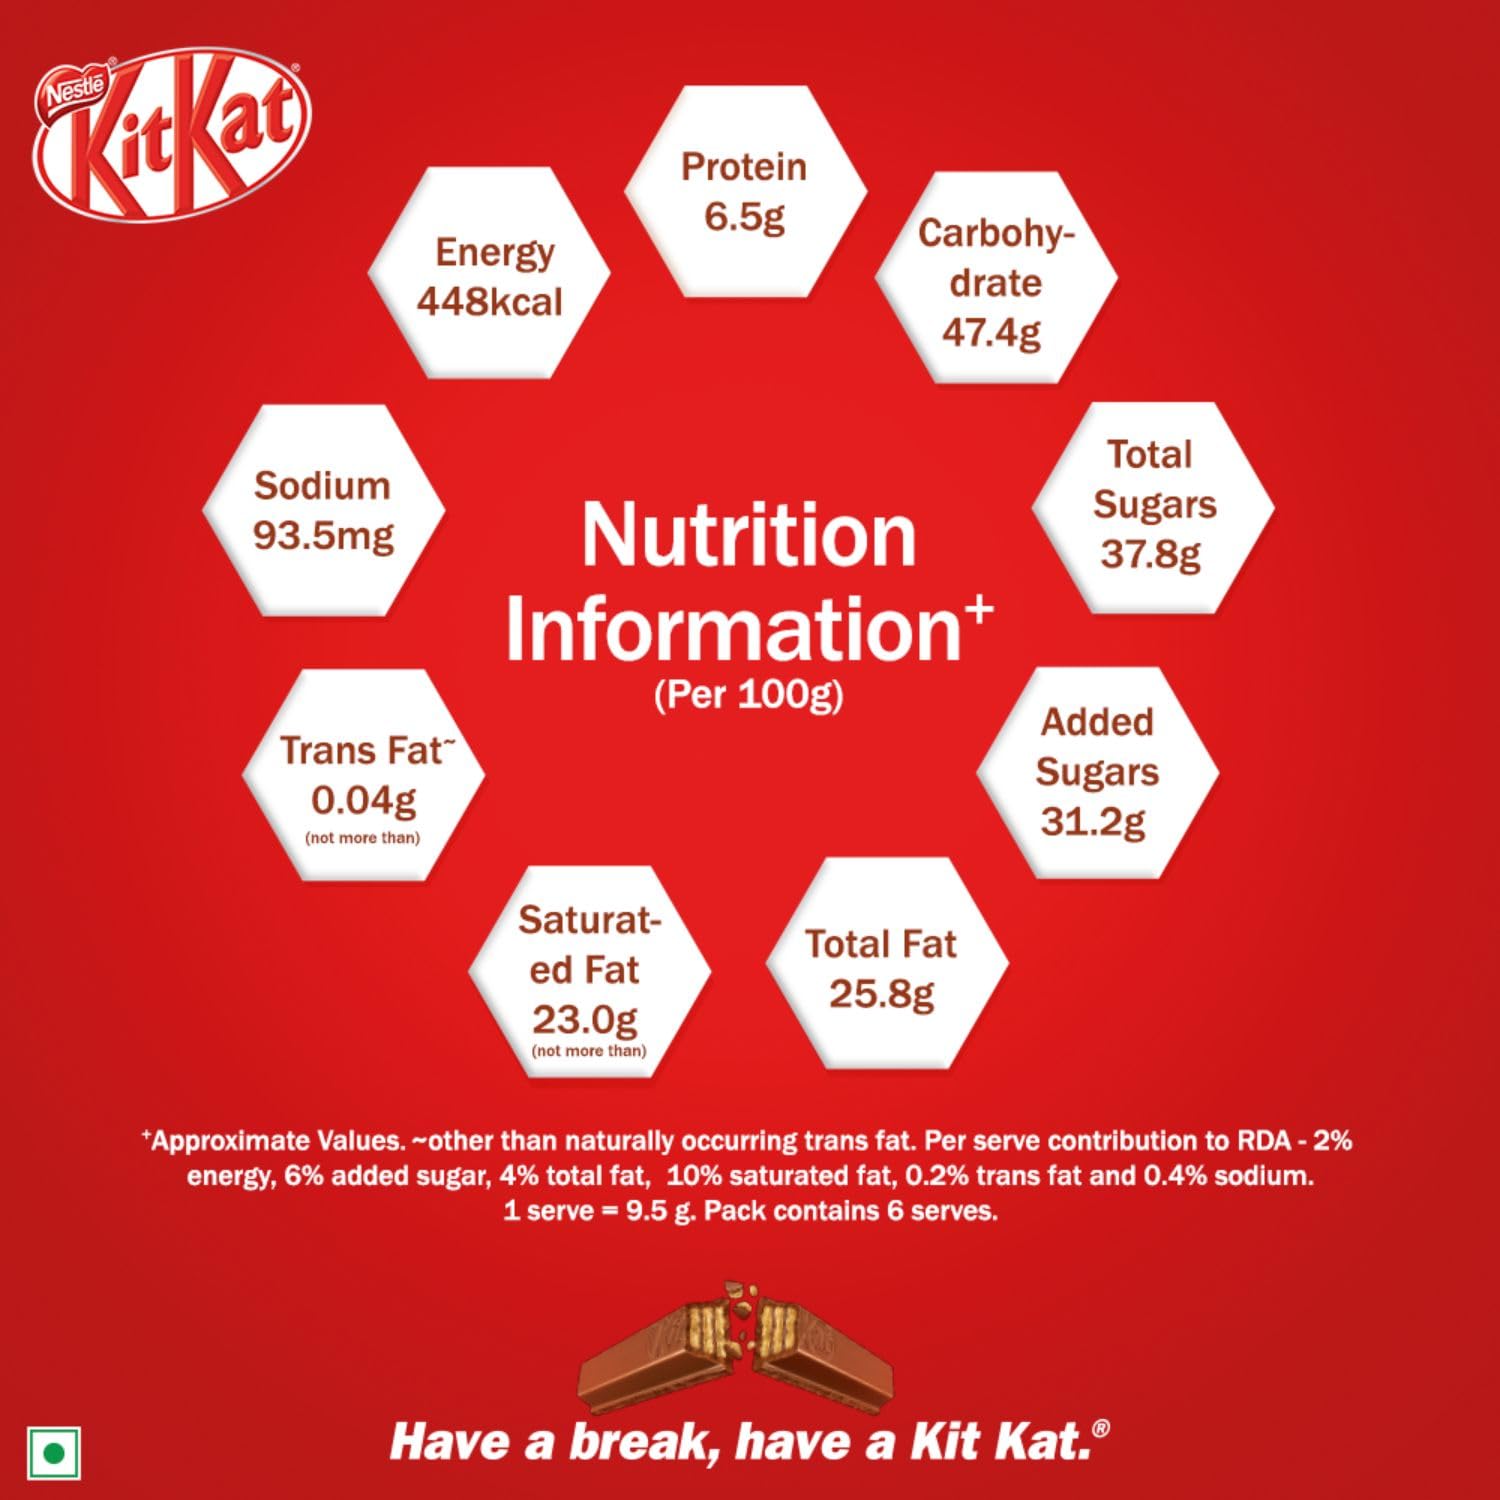 Nestlé®
KitKat®
Protein
6.5g
Energy
448kcal
Carbohy-
drate
47.4g
Sodium
93.5mg
Total
Sugars
37.8g
Nutrition
Information⁺
(Per 100g)
Trans Fat~
0.04g
(not more than)
Added
Sugars
31.2g
Saturat-
ed Fat
23.0g
(not more than)
Total Fat
25.8g
⁺Approximate Values. ~other than naturally occurring trans fat. Per serve contribution to RDA - 2%
energy, 6% added sugar, 4% total fat, 10% saturated fat, 0.2% trans fat and 0.4% sodium.
1 serve = 9.5 g. Pack contains 6 serves.
Have a break, have a Kit Kat.®